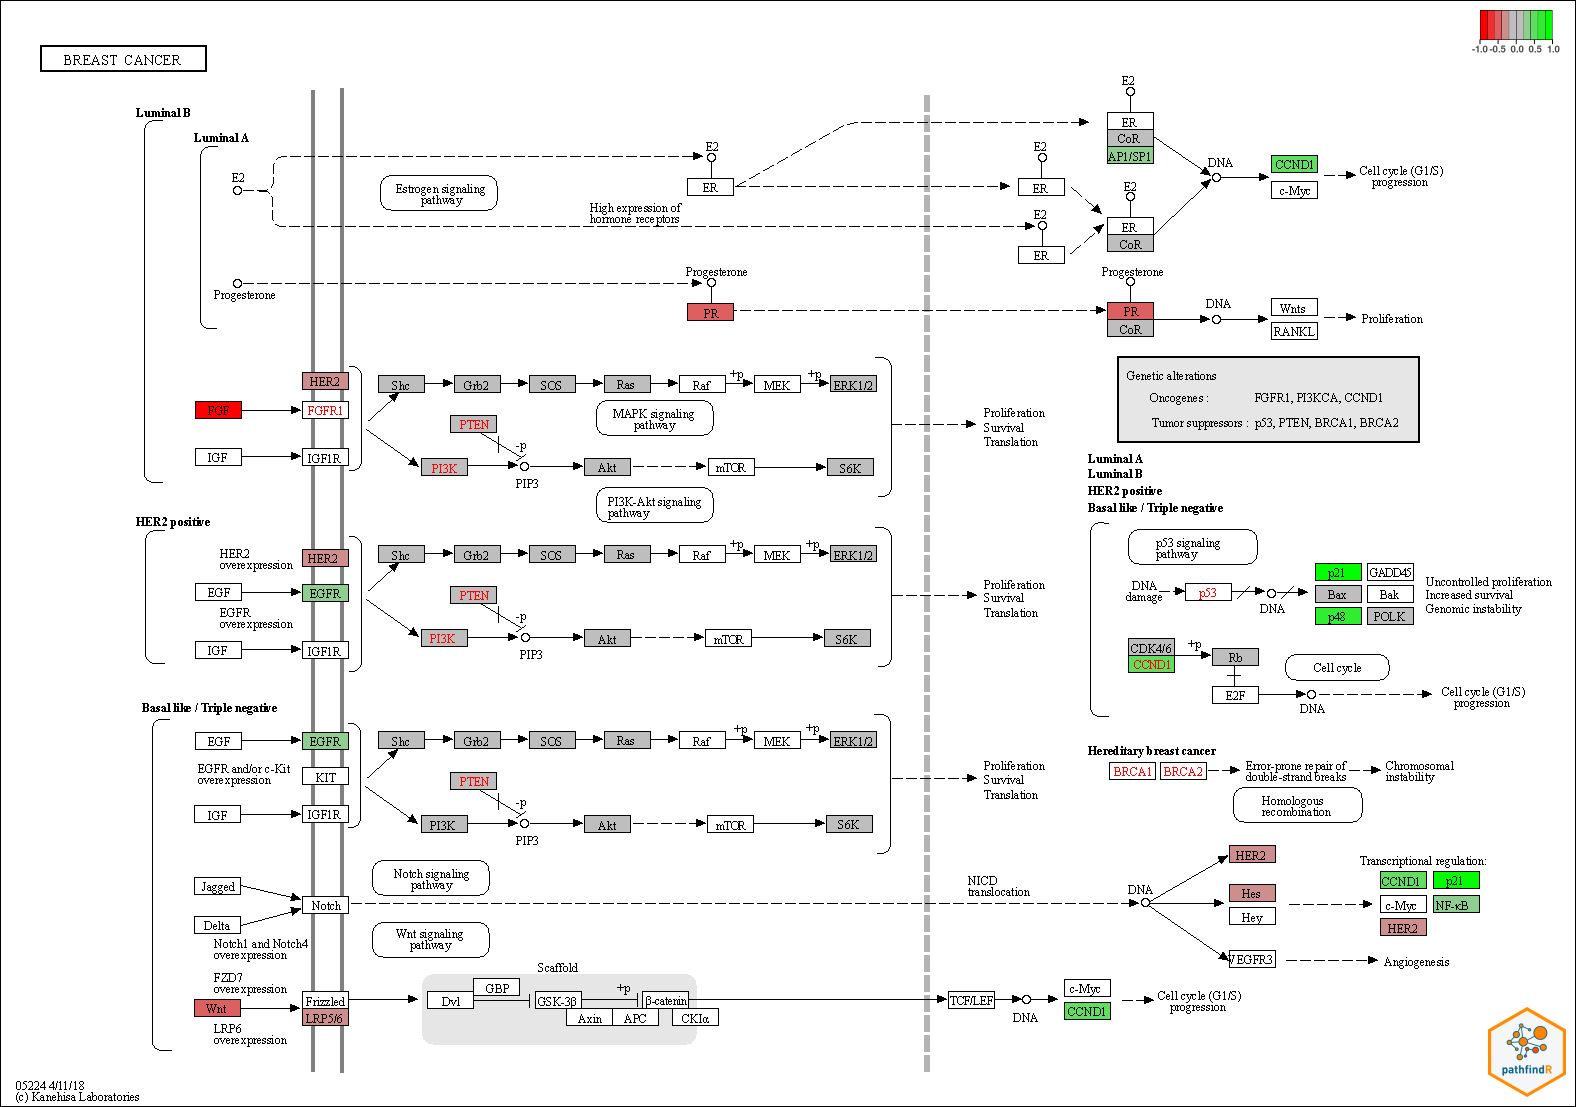 -1.0 -0.5 0.0 0.5 1.0
BREAST CANCER
Luminal B
Luminal A
E2
E2
ER
Estrogen signaling
pathway
High expression of
hormone receptors
E2
ER
E2
ER
E2
ER
CoR
AP1/SP1
E2
ER
CoR
DNA
CCND1
c-Myc
Cell cycle (G1/S)
progression
Progesterone
Progesterone
PR
Progesterone
PR
CoR
DNA
Wnts
RANKL
Proliferation
HER2
FGF
FGFR1
IGF
IGF1R
Shc
Grb2
SOS
Ras
Raf
+p
MEK
+p
ERK1/2
MAPK signaling
pathway
PTEN
-p
PI3K
PIP3
Akt
mTOR
S6K
PI3K-Akt signaling
pathway
Proliferation
Survival
Translation
Genetic alterations
Oncogenes : FGFR1, PI3KCA, CCND1
Tumor suppressors : p53, PTEN, BRCA1, BRCA2
HER2 positive
HER2
overexpression
HER2
EGF
EGFR
EGFR
overexpression
IGF
IGF1R
Shc
Grb2
SOS
Ras
Raf
+p
MEK
+p
ERK1/2
PTEN
-p
PI3K
PIP3
Akt
mTOR
S6K
Proliferation
Survival
Translation
Luminal A
Luminal B
HER2 positive
Basal like / Triple negative
p53 signaling
pathway
DNA
damage
p53
DNA
p21
GADD45
Bax
Bak
p48
POLK
Uncontrolled proliferation
Increased survival
Genomic instability
CDK4/6
CCND1
+p
Rb
E2F
Cell cycle
DNA
Cell cycle (G1/S)
progression
Basal like / Triple negative
EGF
EGFR
EGFR and/or c-Kit
overexpression
KIT
IGF
IGF1R
Shc
Grb2
SOS
Ras
Raf
+p
MEK
+p
ERK1/2
PTEN
-p
PI3K
PIP3
Akt
mTOR
S6K
Proliferation
Survival
Translation
Hereditary breast cancer
BRCA1
BRCA2
Error-prone repair of
double-strand breaks
Chromosomal
instability
Homologous
recombination
Jagged
Delta
Notch
Notch1 and Notch4
overexpression
Notch signaling
pathway
Wnt signaling
pathway
NICD
translocation
DNA
HER2
Hes
Hey
VEGFR3
Transcriptional regulation:
CCND1
p21
c-Myc
NF-κB
HER2
Angiogenesis
FZD7
overexpression
Wnt
LRP6
overexpression
Frizzled
LRP5/6
Scaffold
Dvl
GBP
GSK-3β
+p
β-catenin
Axin
APC
CKIα
TCF/LEF
DNA
c-Myc
CCND1
Cell cycle (G1/S)
progression
05224 4/11/18
(c) Kanehisa Laboratories
pathfindR